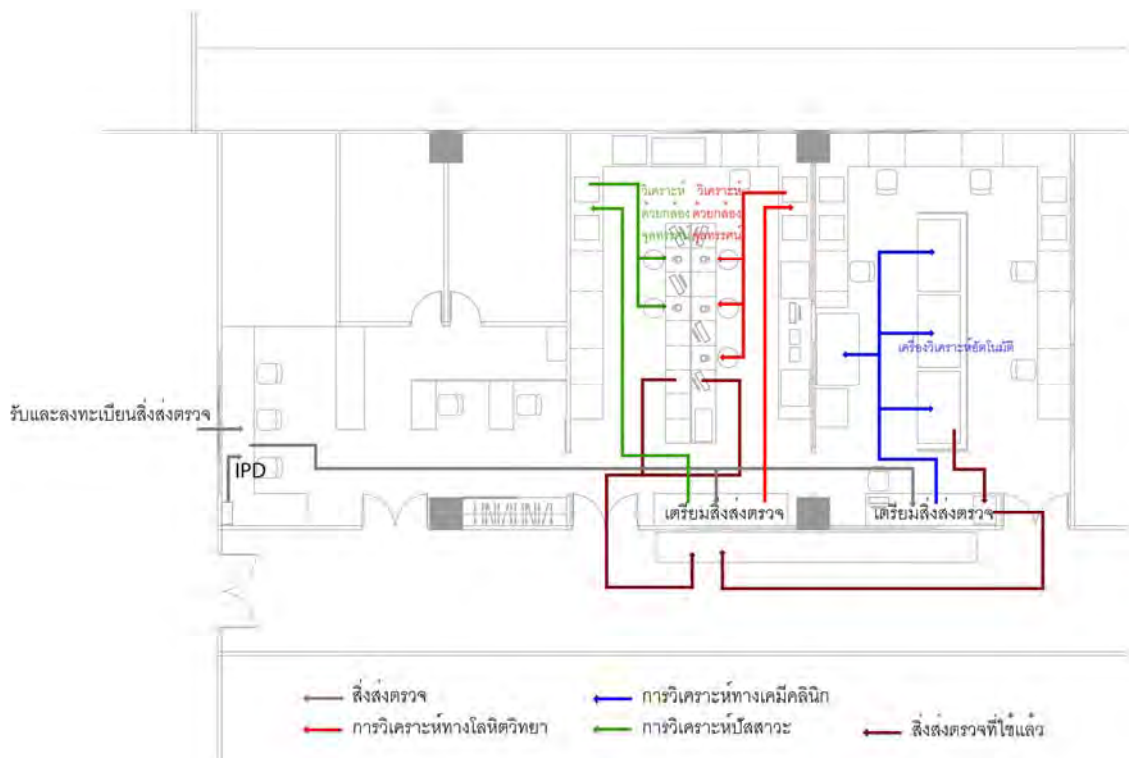 วิเคราะห์
ด้วยกล้อง
จุลทรรศน์
วิเคราะห์
ด้วยกล้อง
จุลทรรศน์
เครื่องวิเคราะห์อัตโนมัติ
รับและลงทะเบียนสิ่งส่งตรวจ
IPD
เตรียมสิ่งส่งตรวจ
เตรียมสิ่งส่งตรวจ
สิ่งส่งตรวจ
การวิเคราะห์ทางเคมีคลินิก
การวิเคราะห์ทางโลหิตวิทยา
การวิเคราะห์ปัสสาวะ
สิ่งส่งตรวจที่ใช้แล้ว